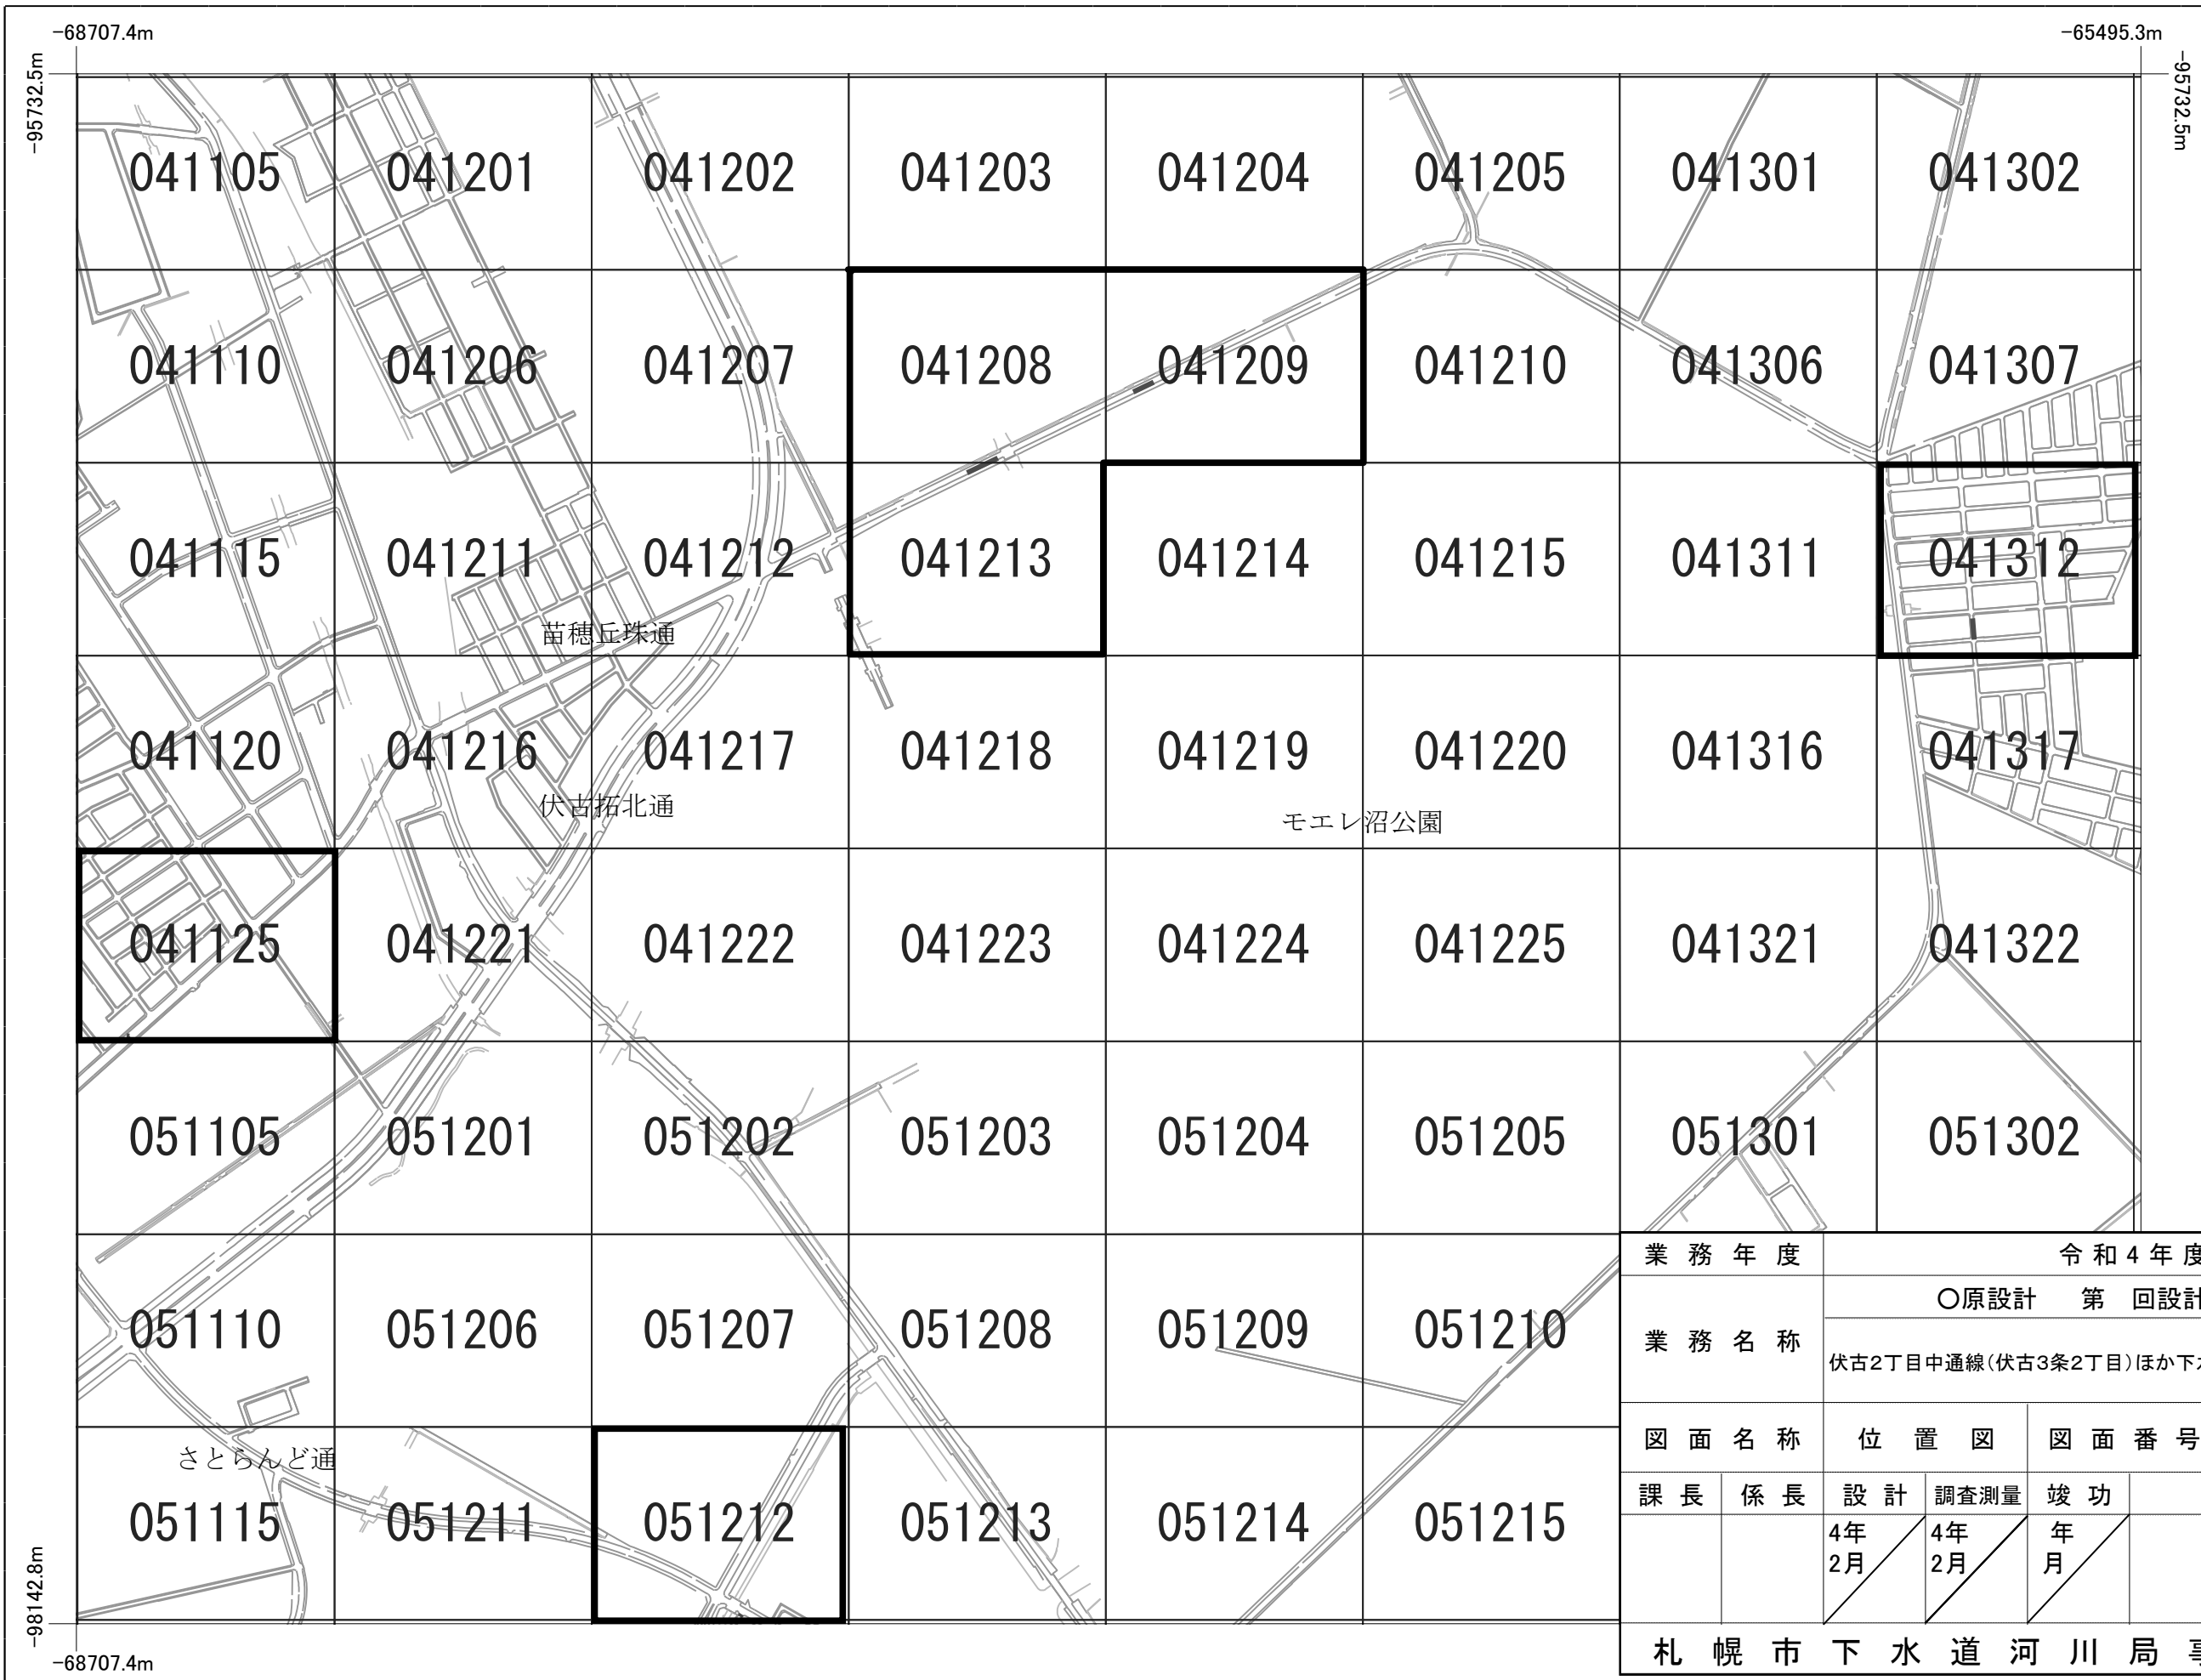 -68707.4m
-65495.3m
-95732.5m
-95732.5m
041105 041201 041202 041203 041204 041205 041301 041302
041110 041206 041207 041208 041209 041210 041306 041307
041115 041211 041212 041213 041214 041215 041311 041312
苗穂丘珠通
041120 041216 041217 041218 041219 041220 041316 041317
伏古拓北通
モエレ沼公園
041125 041221 041222 041223 041224 041225 041321 041322
051105 051201 051202 051203 051204 051205 051301 051302
051110 051206 051207 051208 051209 051210
さとらんど通
051115 051211 051212 051213 051214 051215
-98142.8m
-68707.4m
業務年度 令和4年度
業務名称 〇原設計 第 回設計
伏古2丁目中通線(伏古3条2丁目)ほか下
図面名称 位置図 図面番号
課長 係長 設計 調査測量 竣功
4年 4年 年
2月 2月 月
札幌市下水道河川局